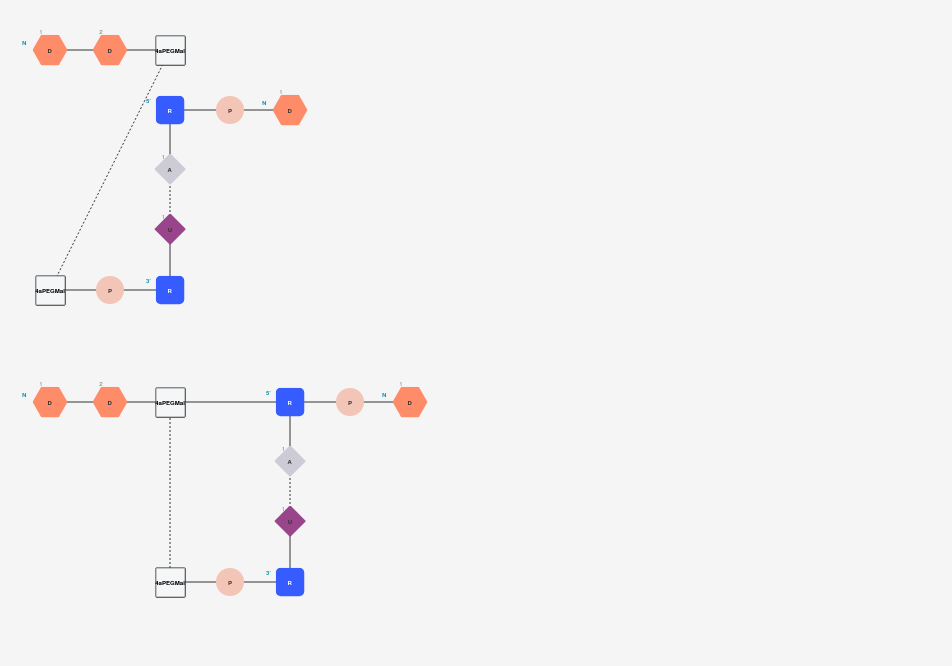 1 2
N D D 4aPEGMal
5' R P N 1 D
1 A
1 U
4aPEGMal P 3' R
1 2 1
N D D 4aPEGMal 5' R P N D
1 A
1 U
4aPEGMal P 3' R